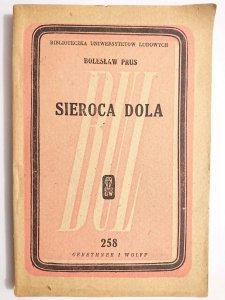 BIBLIOTECZKA UNIWERSYTETÓW LUDOWYCH
BOLESŁAW PRUS
SIEROCA DOLA
BUL
258
GEBETHNER I WOLFF